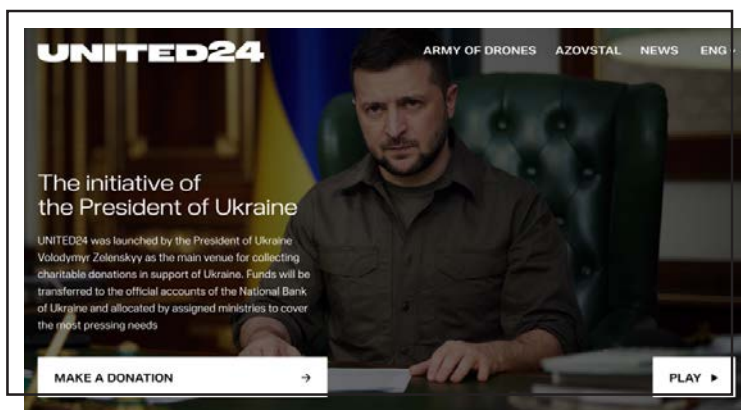 UNITED24
ARMY OF DRONES AZOVSTAL NEWS ENG
The initiative of
the President of Ukraine
UNITED24 was launched by the President of Ukraine
Volodymyr Zelenskyy as the main venue for collecting
charitable donations in support of Ukraine. Funds will be
transferred to the official accounts of the National Bank
of Ukraine and allocated by assigned ministries to cover
the most pressing needs
MAKE A DONATION →
PLAY ▶